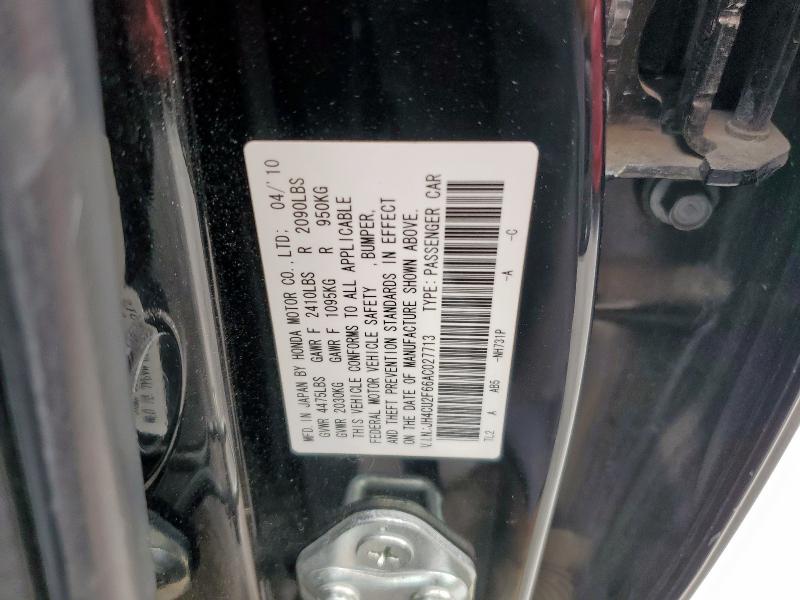 MFD. IN JAPAN BY HONDA MOTOR CO., LTD; 04/'10
GVWR 4475LBS GAWR F 2410LBS R 2090LBS
GVWR 2030KG GAWR F 1095KG R 950KG
THIS VEHICLE CONFORMS TO ALL APPLICABLE
FEDERAL MOTOR VEHICLE SAFETY , BUMPER,
AND THEFT PREVENTION STANDARDS IN EFFECT
ON THE DATE OF MANUFACTURE SHOWN ABOVE.
V.I.N.:JH4CU2F66AC027713 TYPE: PASSENGER CAR
TL2 A AB5 -NH731P -A -C